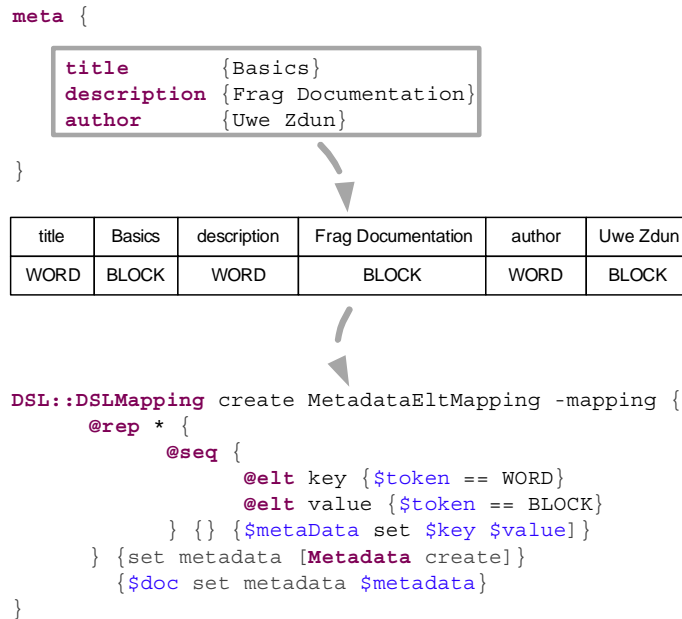 meta {
title {Basics}
description {Frag Documentation}
author {Uwe Zdun}
}
title Basics description Frag Documentation author Uwe Zdun
WORD BLOCK WORD BLOCK WORD BLOCK
DSL::DSLMapping create MetadataEltMapping -mapping {
@rep * {
@seq {
@elt key {$token == WORD}
@elt value {$token == BLOCK}
} {} {$metaData set $key $value]}
} {set metadata [Metadata create]}
{$doc set metadata $metadata}
}